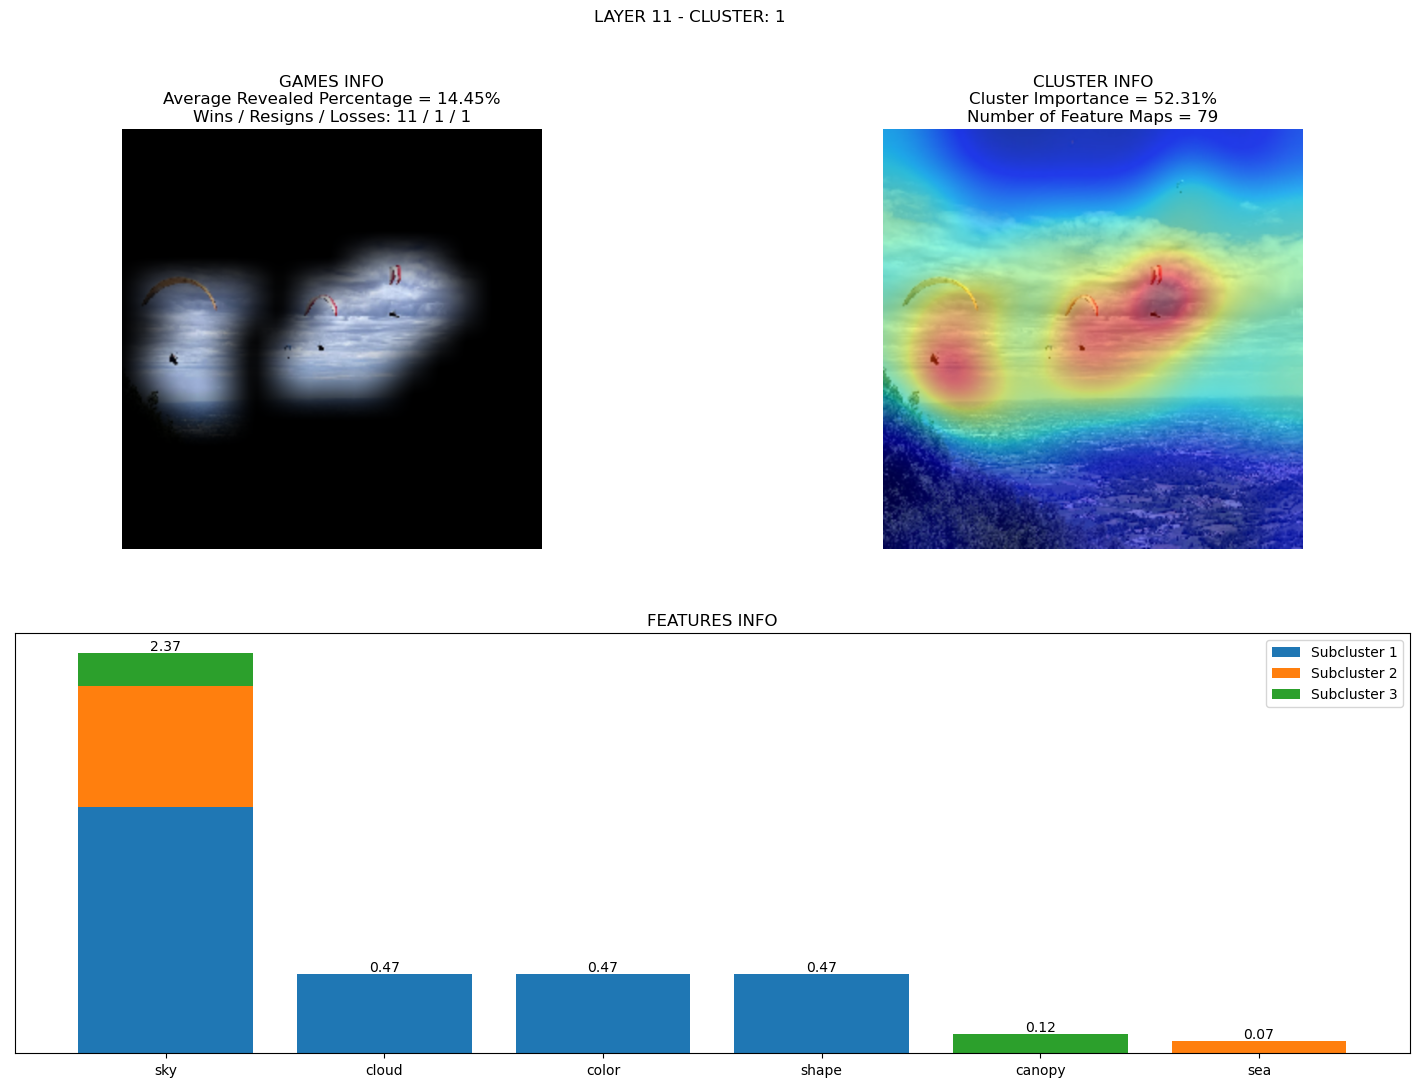 LAYER 11 - CLUSTER: 1
GAMES INFO
Average Revealed Percentage = 14.45%
Wins / Resigns / Losses: 11 / 1 / 1
CLUSTER INFO
Cluster Importance = 52.31%
Number of Feature Maps = 79
FEATURES INFO
2.37
0.47
0.47
0.47
0.12
0.07
Subcluster 1
Subcluster 2
Subcluster 3
sky
cloud
color
shape
canopy
sea